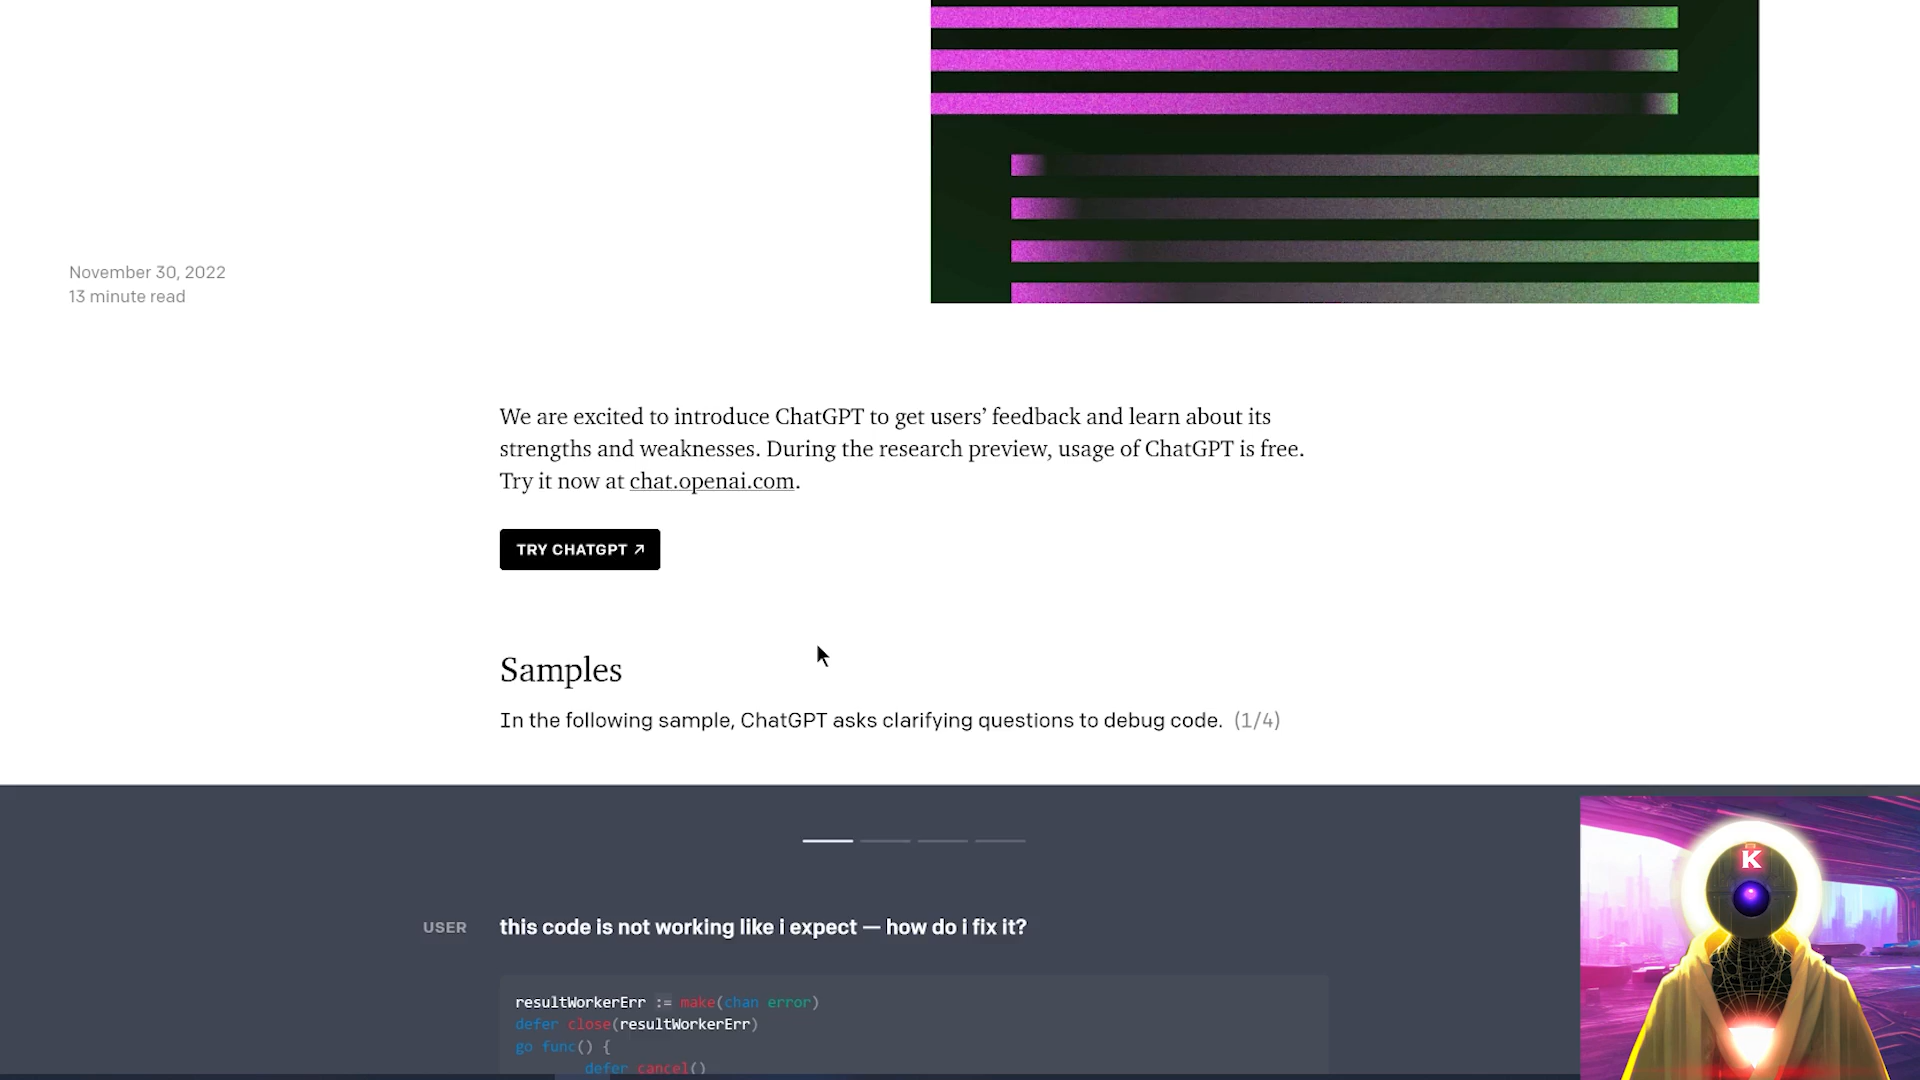 November 30, 2022
13 minute read
We are excited to introduce ChatGPT to get users’ feedback and learn about its
strengths and weaknesses. During the research preview, usage of ChatGPT is free.
Try it now at chat.openai.com.
TRY CHATGPT ↗
Samples
In the following sample, ChatGPT asks clarifying questions to debug code. (1/4)
USER this code is not working like i expect — how do i fix it?
resultWorkerErr := make(chan error)
defer close(resultWorkerErr)
go func() {
defer cancel()
K